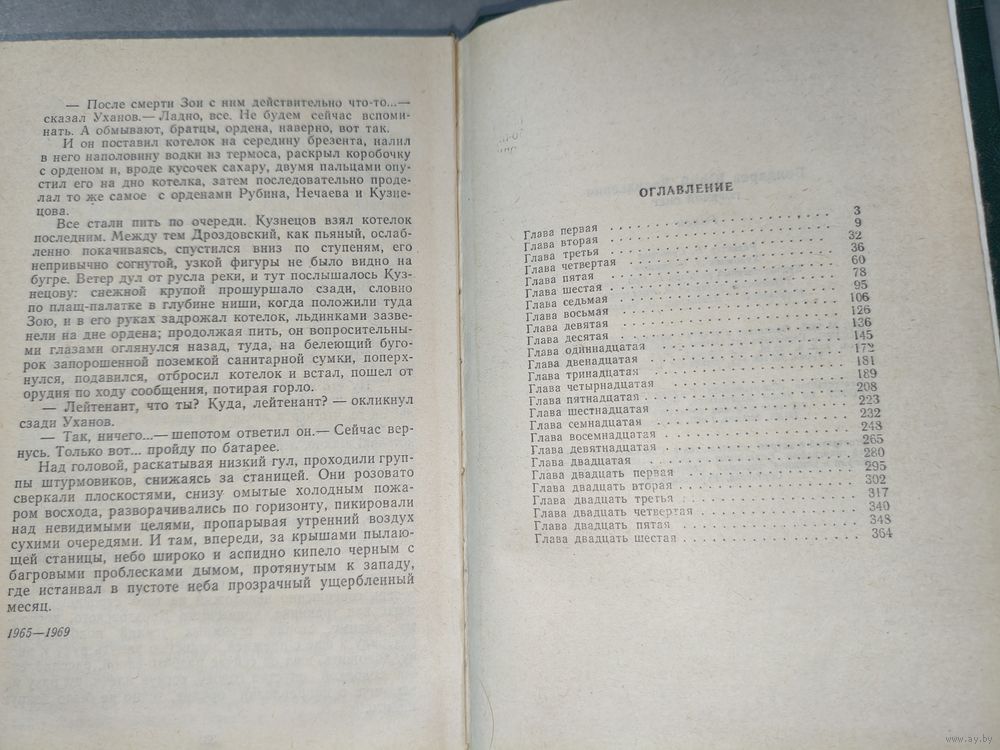 — После смерти Зои с ним действительно что-то...—
сказал Уханов.— Ладно, все. Не будем сейчас вспоми-
нать. А обмывают, братцы, ордена, наверно, вот так.
И он поставил котелок на середину брезента, налил
в него наполовину водки из термоса, раскрыл коробочку
с орденом и, вроде кусочек сахару, двумя пальцами опу-
стил его на дно котелка, затем последовательно проде-
лал то же самое с орденами Рубина, Нечаева и Кузне-
цова.
Все стали пить по очереди. Кузнецов взял котелок
последним. Между тем Дроздовский, как пьяный, ослаб-
ленно покачиваясь, спустился вниз по ступеням, его
непривычно согнутой, узкой фигуры не было видно на
бугре. Ветер дул от русла реки, и тут послышалось Куз-
нецову: снежной крупой прошуршало сзади, словно
по плащ-палатке в глубине ниши, когда положили туда
Зою, и в его руках задрожал котелок, льдинками зазве-
нели на дне ордена; продолжая пить, он вопросительны-
ми глазами оглянулся назад, туда, на белеющий буго-
рок запорошенной поземкой санитарной сумки, поперх-
нулся, подавился, отбросил котелок и встал, пошел от
орудия по ходу сообщения, потирая горло.
— Лейтенант, что ты? Куда, лейтенант? — окликнул
сзади Уханов.
— Так, ничего...— шепотом ответил он.— Сейчас вер-
нусь. Только вот... пройду по батарее.
Над головой, раскатывая низкий гул, проходили груп-
пы штурмовиков, снижаясь за станицей. Они розовато
сверкали плоскостями, снизу омытые холодным пожа-
ром восхода, разворачивались по горизонту, пикировали
над невидимыми целями, пропарывая утренний воздух
сухими очередями. И там, впереди, за крышами пылаю-
щей станицы, небо широко и аспидно кипело черным с
багровыми проблесками дымом, протянутым к западу,
где истаивал в пустоте неба прозрачный ущербленный
месяц.
1965—1969
ОГЛАВЛЕНИЕ
Глава первая 3
Глава вторая 9
Глава третья 32
Глава четвертая 36
Глава пятая 60
Глава шестая 78
Глава седьмая 95
Глава восьмая 106
Глава девятая 126
Глава десятая 136
Глава одиннадцатая 145
Глава двенадцатая 172
Глава тринадцатая 181
Глава четырнадцатая 189
Глава пятнадцатая 208
Глава шестнадцатая 223
Глава семнадцатая 232
Глава восемнадцатая 248
Глава девятнадцатая 265
Глава двадцатая 280
Глава двадцать первая 295
Глава двадцать вторая 302
Глава двадцать третья 317
Глава двадцать четвертая 340
Глава двадцать пятая 348
Глава двадцать шестая 364
www.ay.by